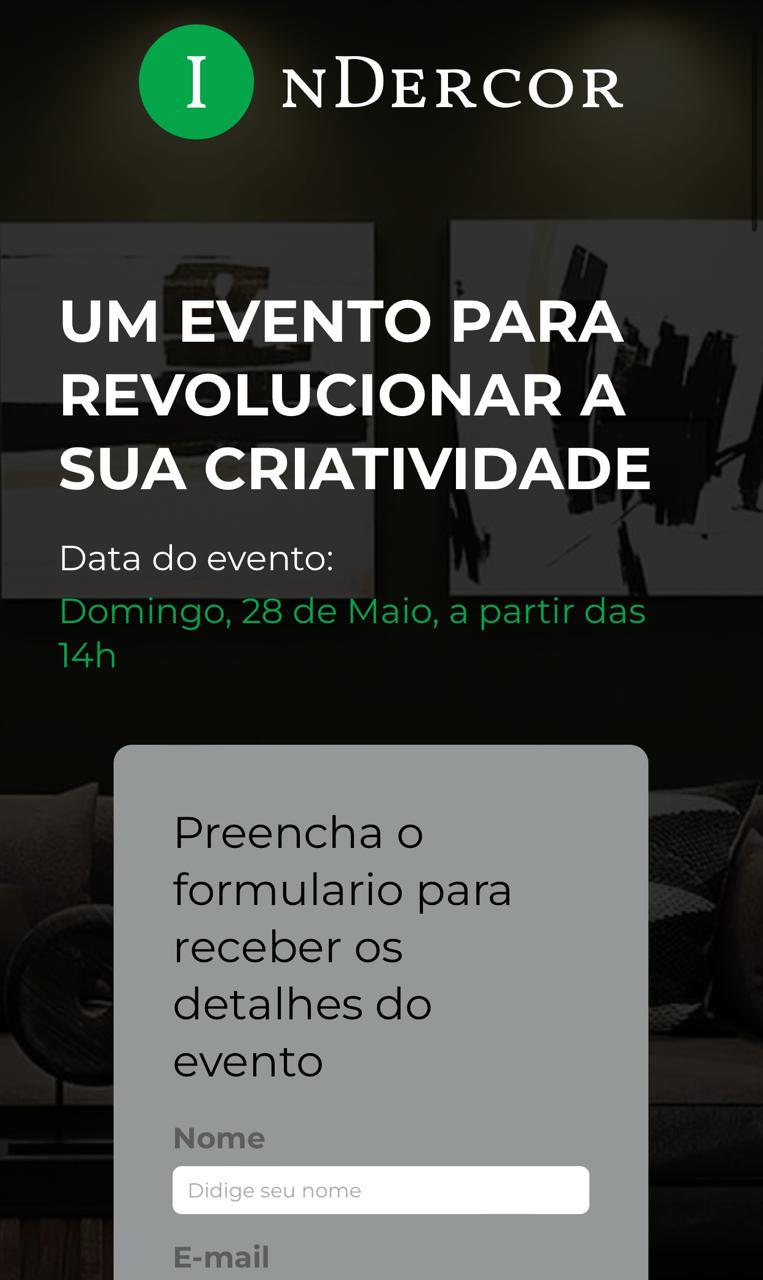 I nDercor
UM EVENTO PARA
REVOLUCIONAR A
SUA CRIATIVIDADE
Data do evento:
Domingo, 28 de Maio, a partir das
14h
Preencha o
formulario para
receber os
detalhes do
evento
Nome
Didige seu nome
E-mail